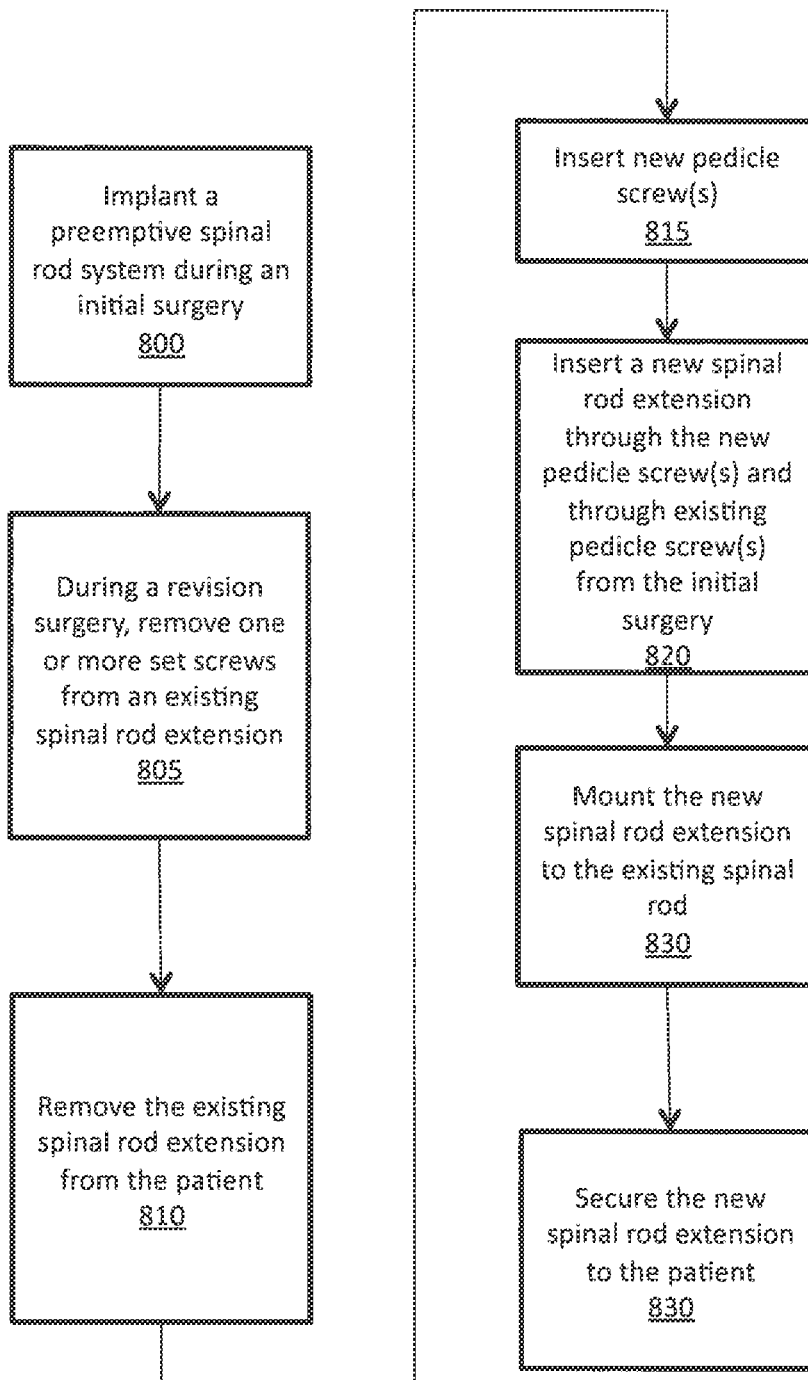 Implant a
preemptive spinal
rod system during an
initial surgery
800
During a revision
surgery, remove one
or more set screws
from an existing
spinal rod extension
805
Remove the existing
spinal rod extension
from the patient
810
Insert new pedicle
screw(s)
815
Insert a new spinal
rod extension
through the new
pedicle screw(s) and
through existing
pedicle screw(s)
from the initial
surgery
820
Mount the new
spinal rod extension
to the existing spinal
rod
830
Secure the new
spinal rod extension
to the patient
830